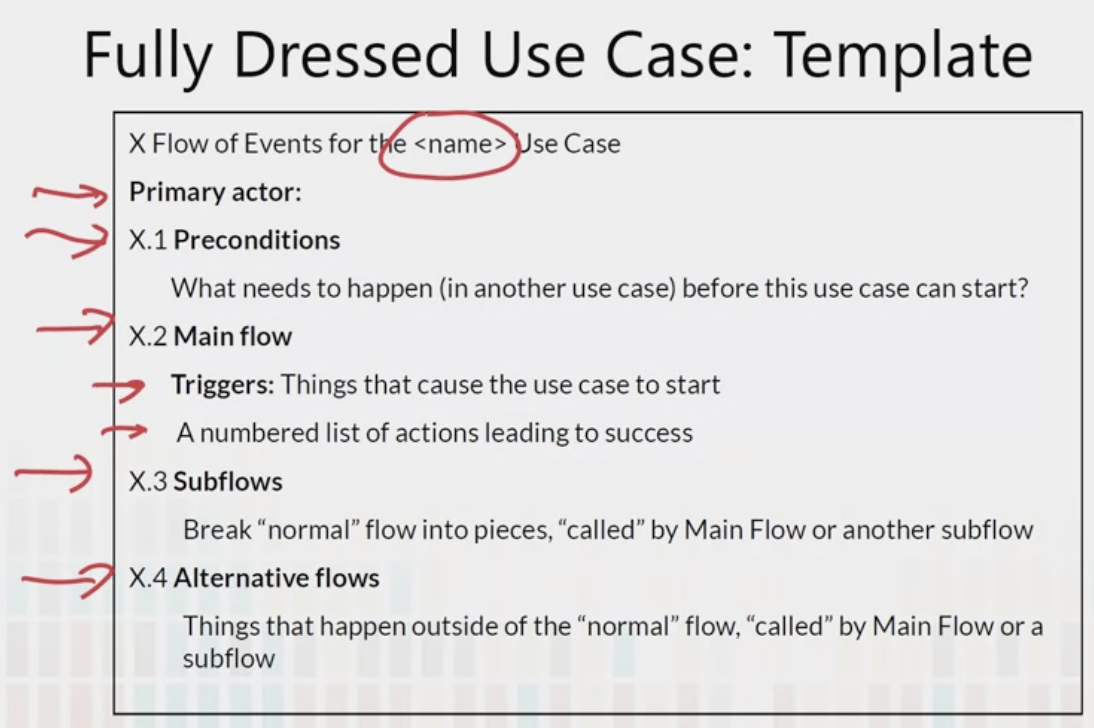 Fully Dressed Use Case: Template
X Flow of Events for the <name> Use Case
Primary actor:
X.1 Preconditions
What needs to happen (in another use case) before this use case can start?
X.2 Main flow
Triggers: Things that cause the use case to start
A numbered list of actions leading to success
X.3 Subflows
Break “normal” flow into pieces, “called” by Main Flow or another subflow
X.4 Alternative flows
Things that happen outside of the “normal” flow, “called” by Main Flow or a
subflow